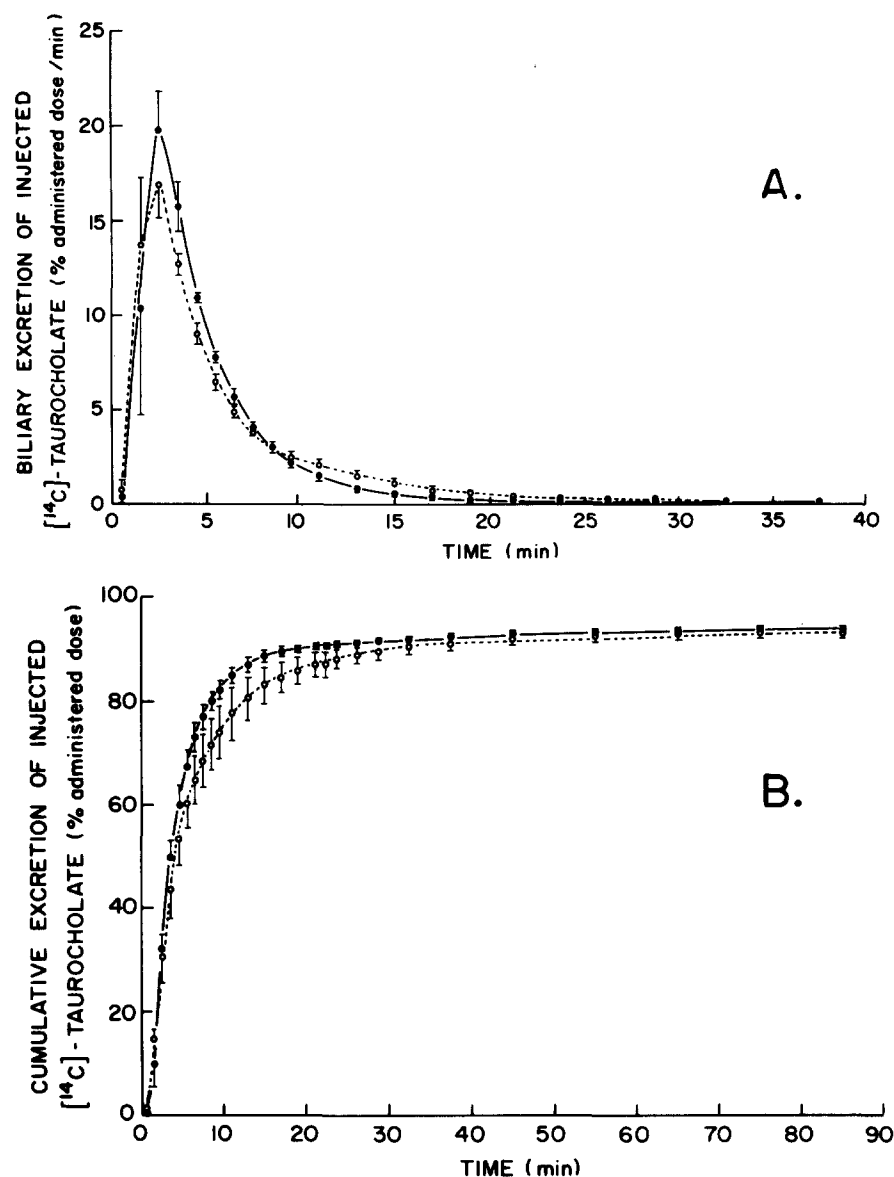 BILIARY EXCRETION OF INJECTED
[¹⁴C]-TAUROCHOLATE (% administered dose/min)
25
20
15
10
5
0
A.
0 5 10 15 20 25 30 35 40
TIME (min)
CUMULATIVE EXCRETION OF INJECTED
[¹⁴C]-TAUROCHOLATE (% administered dose)
100
80
60
40
20
0
B.
0 10 20 30 40 50 60 70 80 90
TIME (min)